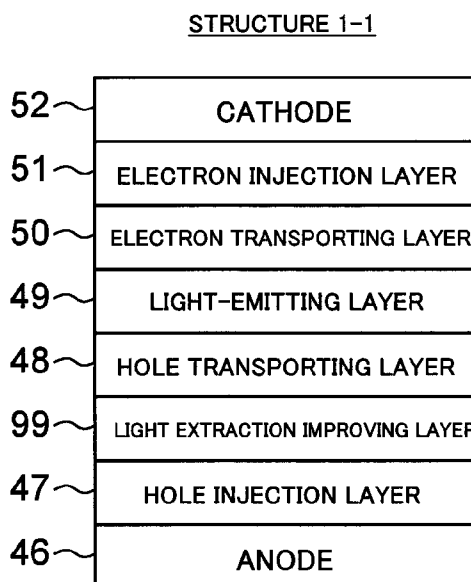 STRUCTURE 1-1
52 CATHODE
51 ELECTRON INJECTION LAYER
50 ELECTRON TRANSPORTING LAYER
49 LIGHT-EMITTING LAYER
48 HOLE TRANSPORTING LAYER
99 LIGHT EXTRACTION IMPROVING LAYER
47 HOLE INJECTION LAYER
46 ANODE